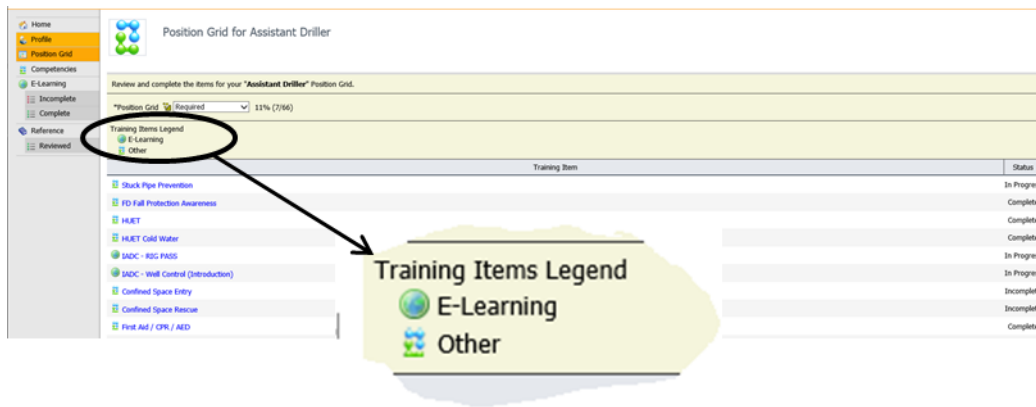 Home
Profile
Position Grid
Competencies
E-Learning
Incomplete
Complete
Reference
Reviewed
Position Grid for Assistant Driller
Review and complete the items for your "Assistant Driller" Position Grid.
*Position Grid Required 11% (7/66)
Training Items Legend
E-Learning
Other
Training Item Status
Stuck Pipe Prevention In Progre
FD Fall Protection Awareness Complete
HUET Complete
HUET Cold Water Complete
IADC - RIG PASS In Progre
IADC - Well Control (Introduction) In Progre
Confined Space Entry Incomplet
Confined Space Rescue Incomplet
First Aid / CPR / AED Complete
Training Items Legend
E-Learning
Other